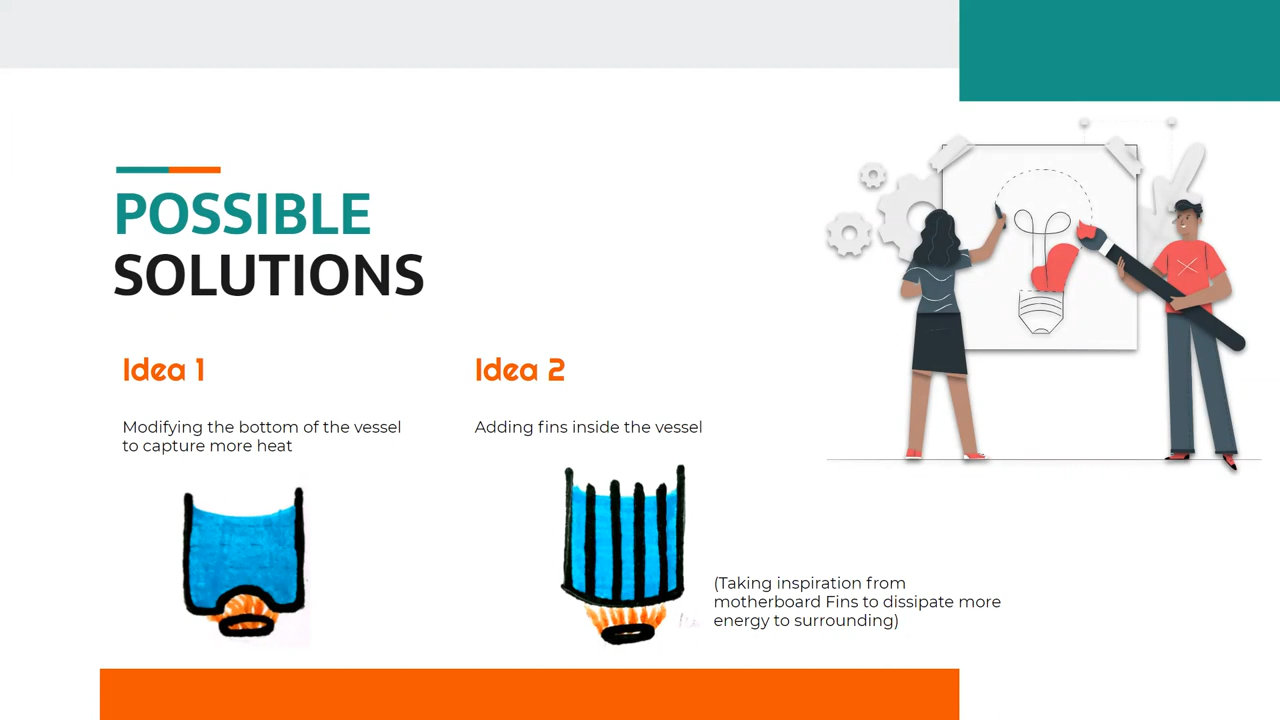 POSSIBLE
SOLUTIONS
Idea 1
Modifying the bottom of the vessel
to capture more heat
Idea 2
Adding fins inside the vessel
(Taking inspiration from
motherboard Fins to dissipate more
energy to surrounding)